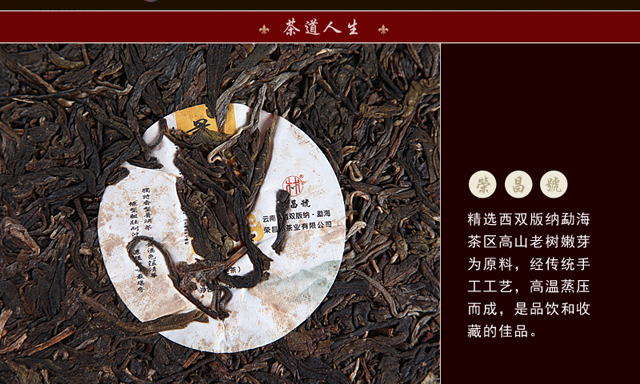 茶道人生
榮昌號
精选西双版纳勐海
茶区高山老树嫩芽
为原料，经传统手
工工艺，高温蒸压
而成，是品饮和收
藏的佳品。
昌號
云南
双版纳·勐海
荣昌
茶业有限公司